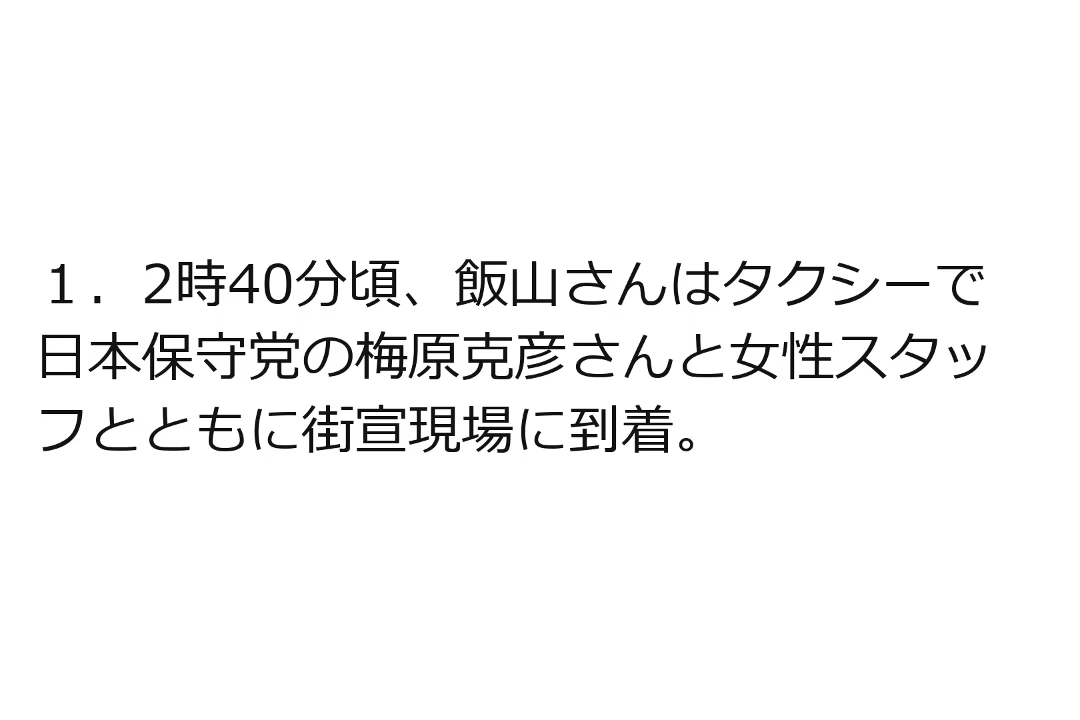 １．2時40分頃、飯山さんはタクシーで
日本保守党の梅原克彦さんと女性スタッ
フとともに街宣現場に到着。